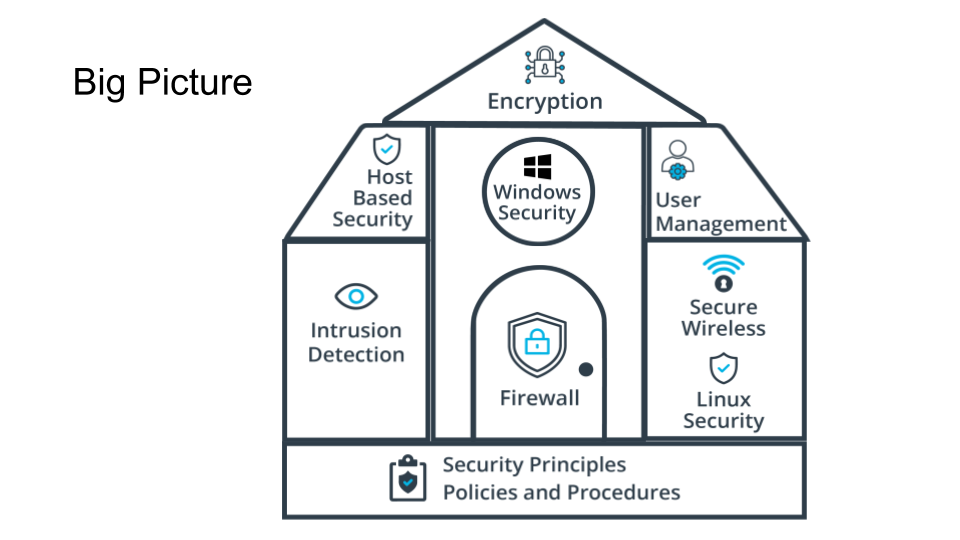 Big Picture
Encryption
Host
Based
Security
Windows
Security
User
Management
Intrusion
Detection
Firewall
Secure
Wireless
Linux
Security
Security Principles
Policies and Procedures